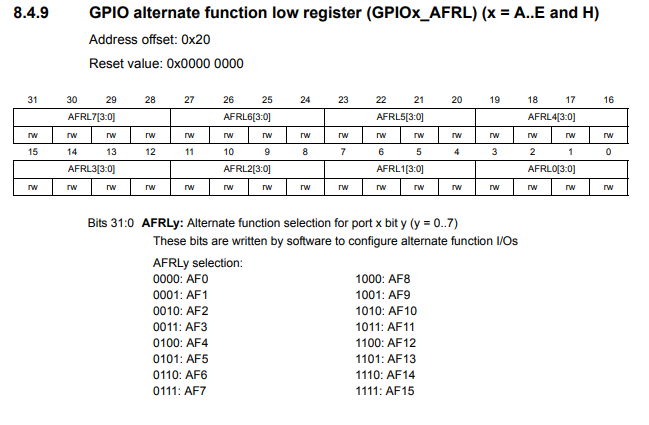 8.4.9 GPIO alternate function low register (GPIOx_AFRL) (x = A..E and H)
Address offset: 0x20
Reset value: 0x0000 0000
31 30 29 28 27 26 25 24 23 22 21 20 19 18 17 16
AFRL7[3:0] AFRL6[3:0] AFRL5[3:0] AFRL4[3:0]
rw rw rw rw rw rw rw rw rw rw rw rw rw rw rw rw
15 14 13 12 11 10 9 8 7 6 5 4 3 2 1 0
AFRL3[3:0] AFRL2[3:0] AFRL1[3:0] AFRL0[3:0]
rw rw rw rw rw rw rw rw rw rw rw rw rw rw rw rw
Bits 31:0 AFRLy: Alternate function selection for port x bit y (y = 0..7)
These bits are written by software to configure alternate function I/Os
AFRLy selection:
0000: AF0 1000: AF8
0001: AF1 1001: AF9
0010: AF2 1010: AF10
0011: AF3 1011: AF11
0100: AF4 1100: AF12
0101: AF5 1101: AF13
0110: AF6 1110: AF14
0111: AF7 1111: AF15